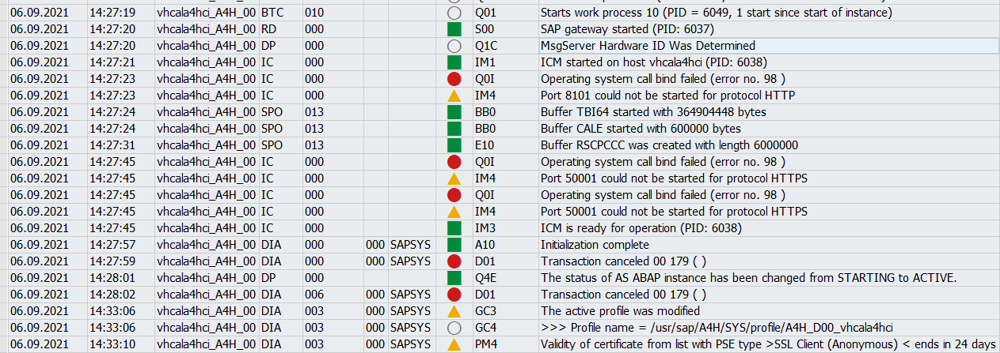 Q01
06.09.2021 14:27:19 vhcala4hci_A4H_00 BTC 010 Q01 Starts work process 10 (PID = 6049, 1 start since start of instance)
06.09.2021 14:27:20 vhcala4hci_A4H_00 RD 000 S00 SAP gateway started (PID: 6037)
06.09.2021 14:27:20 vhcala4hci_A4H_00 DP 000 Q1C MsgServer Hardware ID Was Determined
06.09.2021 14:27:21 vhcala4hci_A4H_00 IC 000 IM1 ICM started on host vhcala4hci (PID: 6038)
06.09.2021 14:27:23 vhcala4hci_A4H_00 IC 000 Q0I Operating system call bind failed (error no. 98 )
06.09.2021 14:27:23 vhcala4hci_A4H_00 IC 000 IM4 Port 8101 could not be started for protocol HTTP
06.09.2021 14:27:24 vhcala4hci_A4H_00 SPO 013 BB0 Buffer TBI64 started with 364904448 bytes
06.09.2021 14:27:24 vhcala4hci_A4H_00 SPO 013 BB0 Buffer CALE started with 600000 bytes
06.09.2021 14:27:31 vhcala4hci_A4H_00 SPO 013 E10 Buffer RSCPCCC was created with length 6000000
06.09.2021 14:27:45 vhcala4hci_A4H_00 IC 000 Q0I Operating system call bind failed (error no. 98 )
06.09.2021 14:27:45 vhcala4hci_A4H_00 IC 000 IM4 Port 50001 could not be started for protocol HTTPS
06.09.2021 14:27:45 vhcala4hci_A4H_00 IC 000 Q0I Operating system call bind failed (error no. 98 )
06.09.2021 14:27:45 vhcala4hci_A4H_00 IC 000 IM4 Port 50001 could not be started for protocol HTTPS
06.09.2021 14:27:45 vhcala4hci_A4H_00 IC 000 IM3 ICM is ready for operation (PID: 6038)
06.09.2021 14:27:57 vhcala4hci_A4H_00 DIA 000 000 SAPSYS A10 Initialization complete
06.09.2021 14:27:59 vhcala4hci_A4H_00 DIA 000 000 SAPSYS D01 Transaction canceled 00 179 ( )
06.09.2021 14:28:01 vhcala4hci_A4H_00 DP 000 Q4E The status of AS ABAP instance has been changed from STARTING to ACTIVE.
06.09.2021 14:28:02 vhcala4hci_A4H_00 DIA 006 000 SAPSYS D01 Transaction canceled 00 179 ( )
06.09.2021 14:33:06 vhcala4hci_A4H_00 DIA 003 000 SAPSYS GC3 The active profile was modified
06.09.2021 14:33:06 vhcala4hci_A4H_00 DIA 003 000 SAPSYS GC4 >>> Profile name = /usr/sap/A4H/SYS/profile/A4H_D00_vhcala4hci
06.09.2021 14:33:10 vhcala4hci_A4H_00 DIA 003 000 SAPSYS PM4 Validity of certificate from list with PSE type >SSL Client (Anonymous) < ends in 24 days